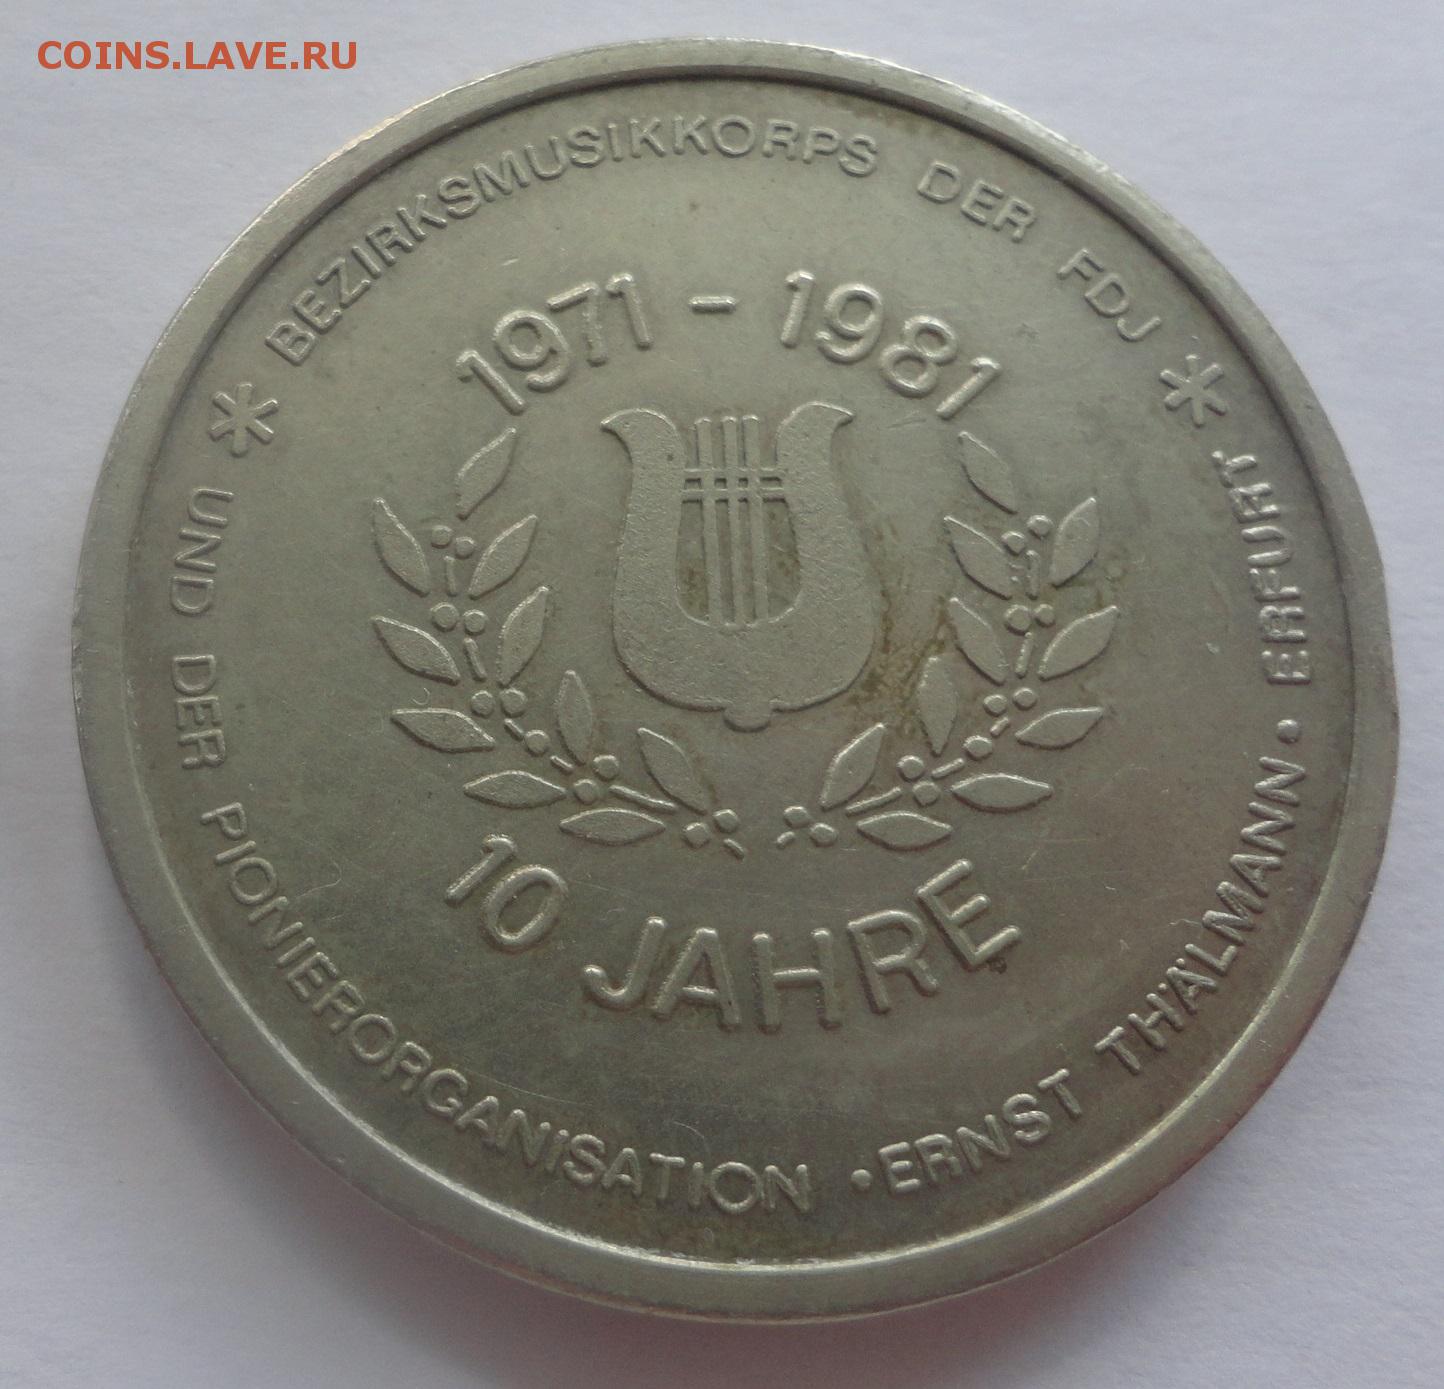 COINS.LAVE.RU
* BEZIRKSMUSIKKORPS DER FDJ *
UND DER PIONIERORGANISATION • ERNST THÄLMANN • ERFURT
1971 - 1981
10 JAHRE